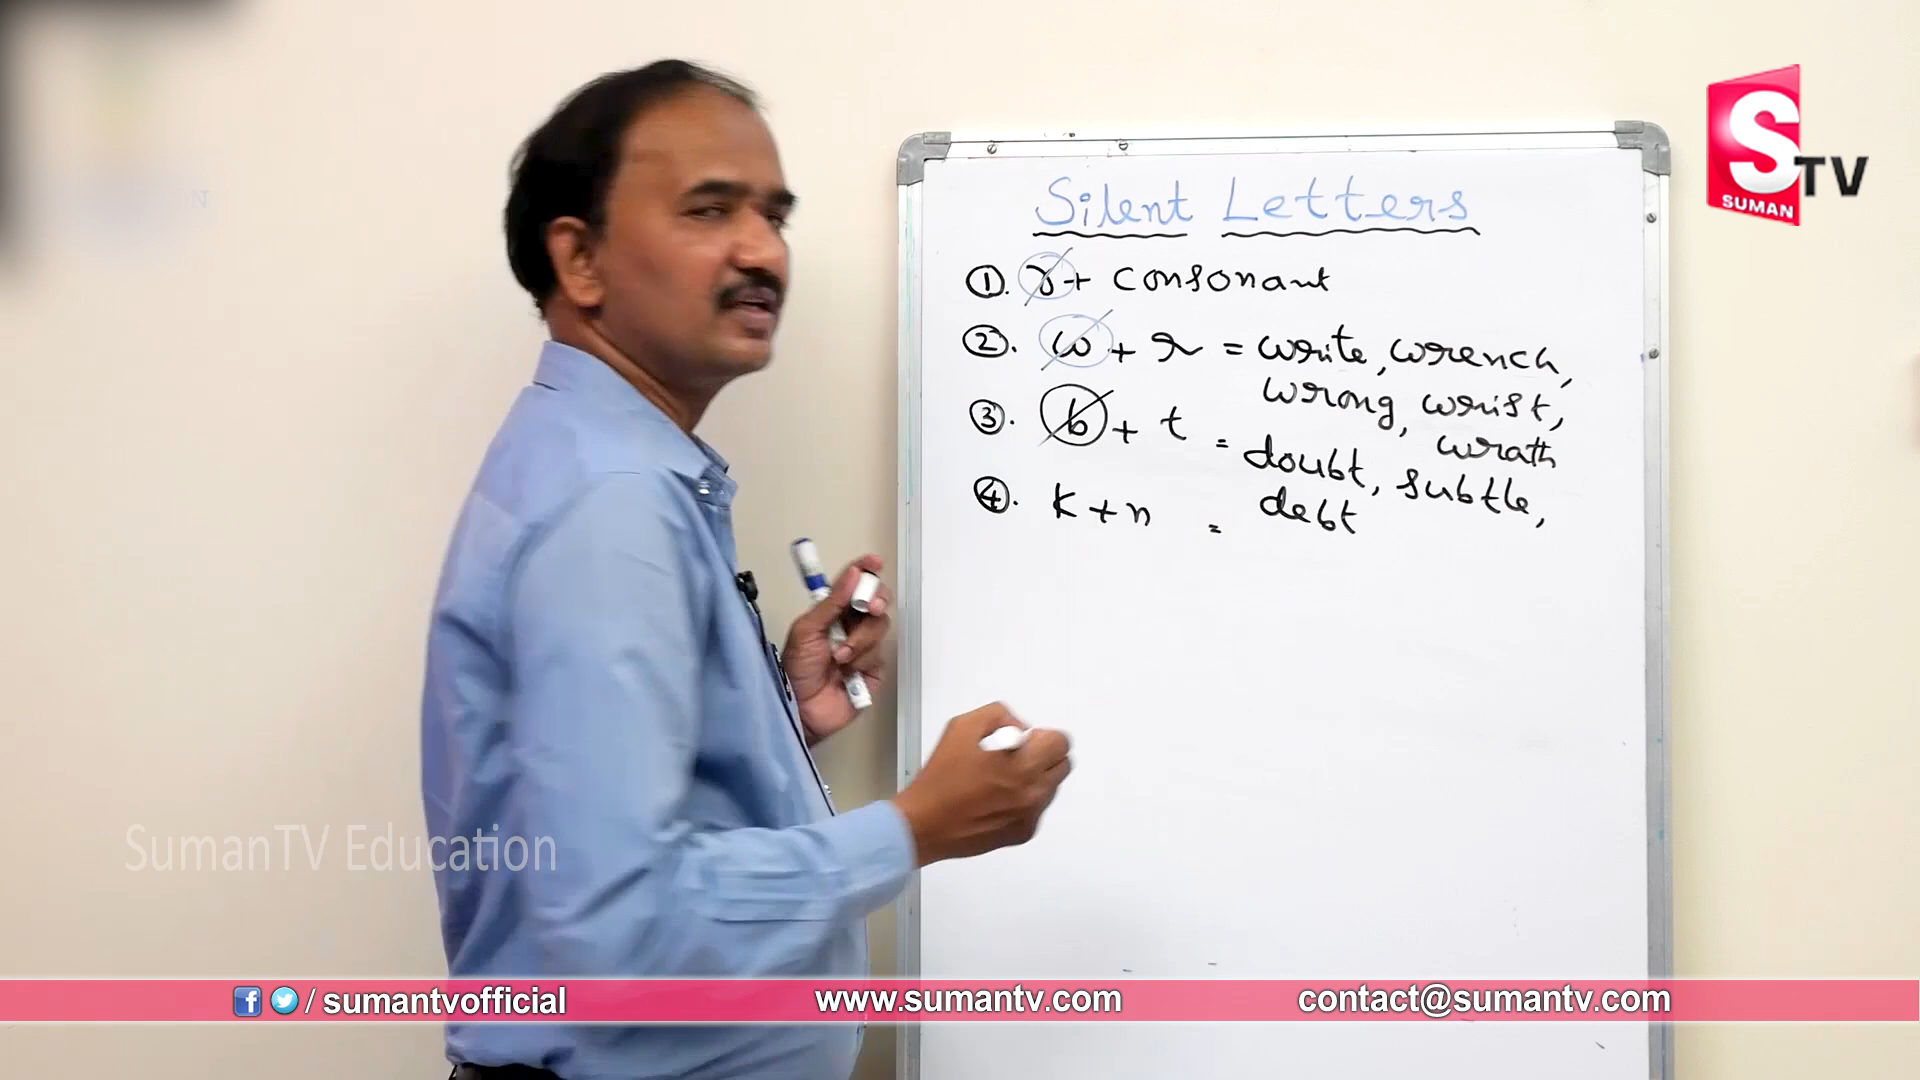 S TV
SUMAN
Silent Letters
①. r + consonant
②. w + r = write, wrench,
wrong, wrist,
wrath
③. b + t = doubt, subtle,
debt
④. k + n =
SumanTV Education
/ sumantvofficial
www.sumantv.com
contact@sumantv.com